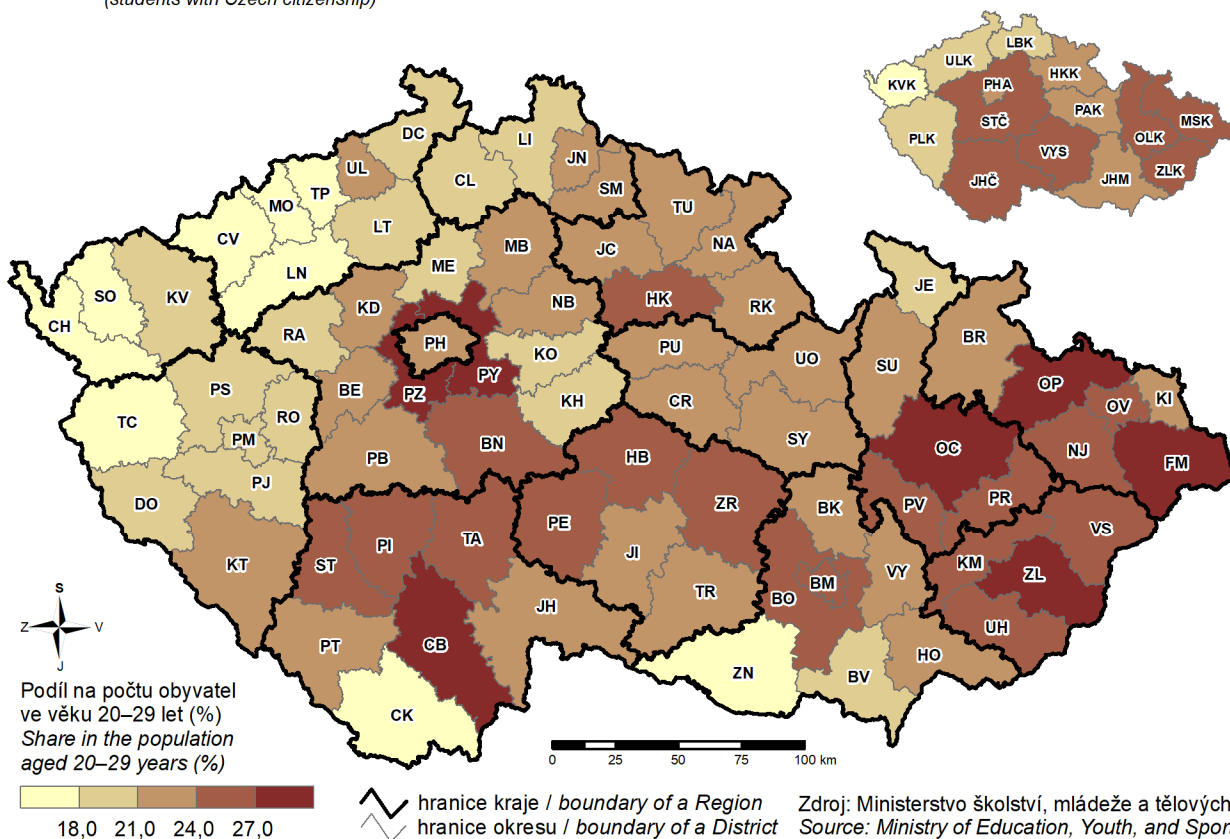 (students with Czech citizenship)
LBK
ULK
HKK
KVK
PHA
PAK
STČ
MSK
PLK
OLK
VYS
ZLK
JHČ
JHM
DC
LI
UL
JN
TP
CL
SM
MO
TU
LT
CV
NA
MB
JC
ME
LN
JE
SO
KV
HK
NB
KD
RK
CH
BR
RA
PH
PU
KO
UO
SU
PY
OP
PS
BE
PZ
KH
CR
KI
OV
RO
TC
PM
SY
OC
BN
PB
HB
NJ
FM
PJ
DO
PR
ZR
PV
BK
PE
VS
TA
PI
JI
ST
KT
KM
VY
ZL
BM
TR
BO
JH
UH
PT
CB
HO
ZN
BV
CK
S
Z V
J
Podíl na počtu obyvatel
ve věku 20–29 let (%)
Share in the population
aged 20–29 years (%)
0 25 50 75 100 km
18,0 21,0 24,0 27,0
hranice kraje / boundary of a Region
hranice okresu / boundary of a District
Zdroj: Ministerstvo školství, mládeže a tělových
Source: Ministry of Education, Youth, and Spor